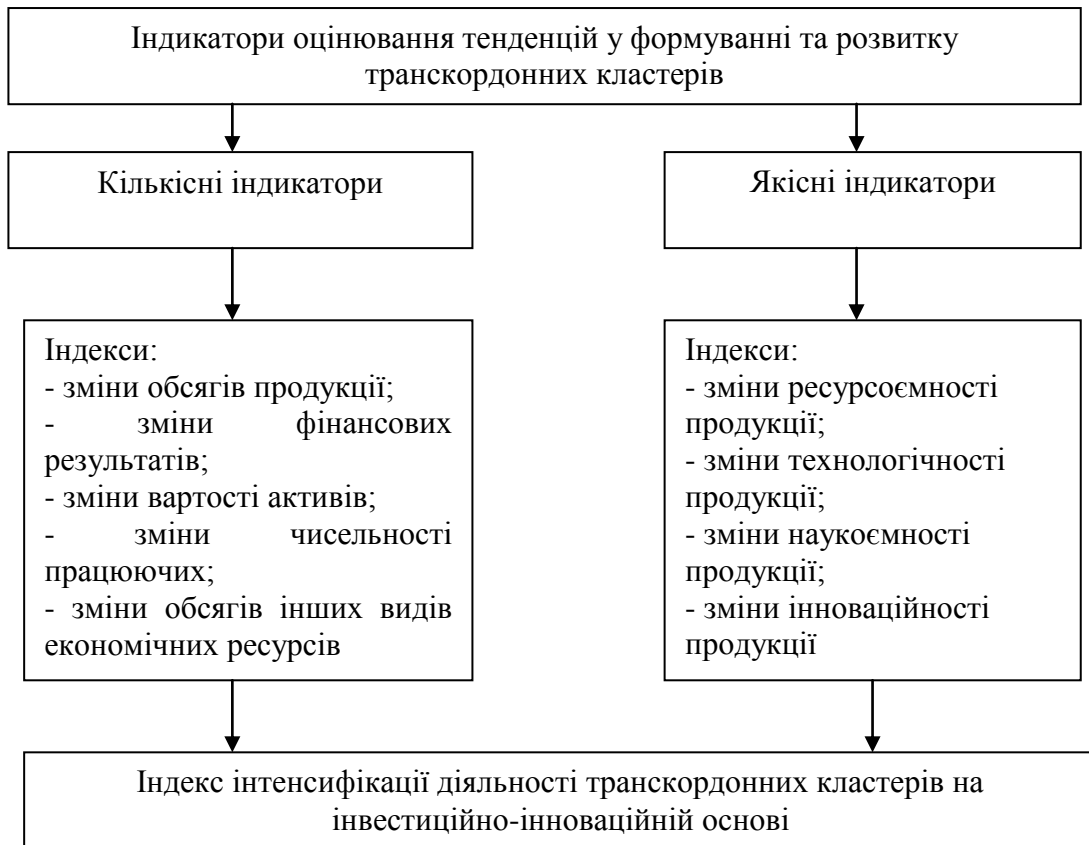 Індикатори оцінювання тенденцій у формуванні та розвитку
транскордонних кластерів
Кількісні індикатори
Якісні індикатори
Індекси:
- зміни обсягів продукції;
- зміни фінансових
результатів;
- зміни вартості активів;
- зміни чисельності
працюючих;
- зміни обсягів інших видів
економічних ресурсів
Індекси:
- зміни ресурсоємності
продукції;
- зміни технологічності
продукції;
- зміни наукоємності
продукції;
- зміни інноваційності
продукції
Індекс інтенсифікації діяльності транскордонних кластерів на
інвестиційно-інноваційній основі